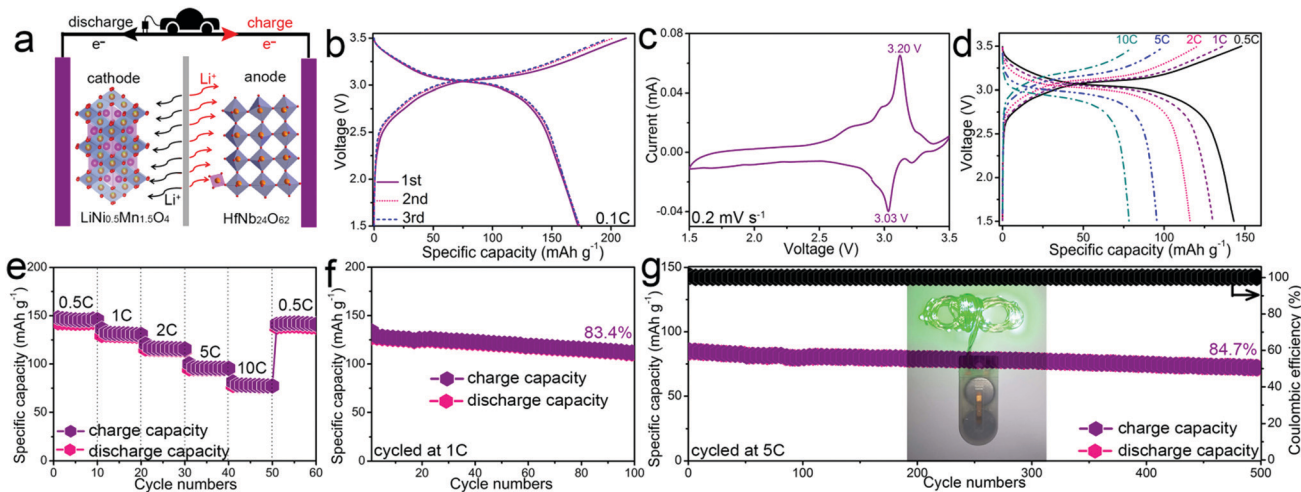 a
discharge
charge
e⁻
e⁻
cathode
Li⁺
anode
Li⁺
LiNi0.5Mn1.5O4
HfNb24O62
b
3.5
3.0
2.5
2.0
1.5
Voltage (V)
1st
2nd
3rd
0.1C
0
40
80
120
160
200
Specific capacity (mAh g⁻¹)
c
0.08
0.04
0.00
-0.04
Current (mA)
3.20 V
3.03 V
0.2 mV s⁻¹
1.5
2.0
2.5
3.0
3.5
Voltage (V)
d
3.5
3.0
2.5
2.0
1.5
Voltage (V)
10C
5C
2C
1C
0.5C
0
50
100
150
Specific capacity (mAh g⁻¹)
e
200
150
100
50
0
Specific capacity (mAh g⁻¹)
0.5C
1C
2C
5C
10C
0.5C
charge capacity
discharge capacity
0
10
20
30
40
50
60
Cycle numbers
f
200
150
100
50
0
Specific capacity (mAh g⁻¹)
83.4%
charge capacity
discharge capacity
cycled at 1C
20
40
60
80
100
Cycle numbers
g
150
125
100
75
50
25
0
Specific capacity (mAh g⁻¹)
84.7%
charge capacity
discharge capacity
cycled at 5C
0
100
200
300
400
500
Cycle numbers
100
80
60
40
20
0
Coulombic efficiency (%)